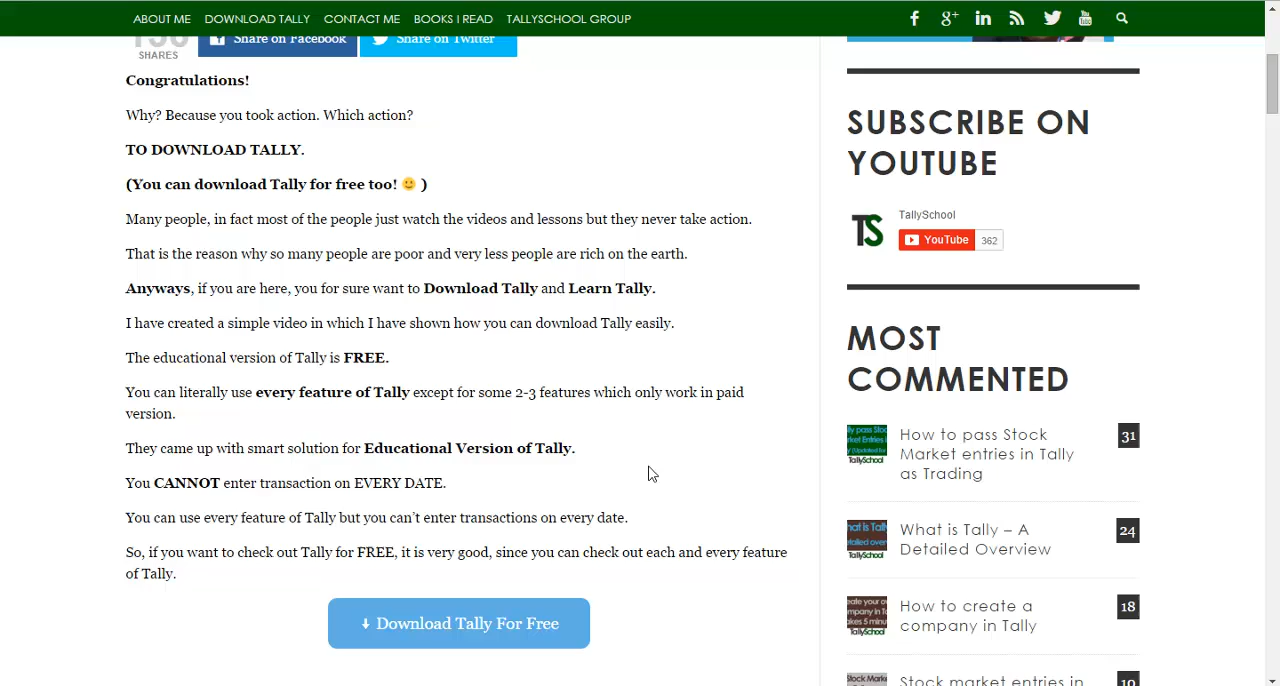 ABOUT ME DOWNLOAD TALLY CONTACT ME BOOKS I READ TALLYSCHOOL GROUP
SHARES
Share on Facebook
Share on Twitter
Congratulations!
Why? Because you took action. Which action?
TO DOWNLOAD TALLY.
(You can download Tally for free too! 🙂 )
Many people, in fact most of the people just watch the videos and lessons but they never take action.
That is the reason why so many people are poor and very less people are rich on the earth.
Anyways, if you are here, you for sure want to Download Tally and Learn Tally.
I have created a simple video in which I have shown how you can download Tally easily.
The educational version of Tally is FREE.
You can literally use every feature of Tally except for some 2-3 features which only work in paid
version.
They came up with smart solution for Educational Version of Tally.
You CANNOT enter transaction on EVERY DATE.
You can use every feature of Tally but you can't enter transactions on every date.
So, if you want to check out Tally for FREE, it is very good, since you can check out each and every feature
of Tally.
Download Tally For Free
SUBSCRIBE ON
YOUTUBE
TS
TallySchool
YouTube 362
MOST
COMMENTED
How to pass Stock
Market entries in Tally
as Trading
31
TallySchool
What is Tally – A
Detailed Overview
24
TallySchool
How to create a
company in Tally
18
TallySchool
Stock market entries in
10